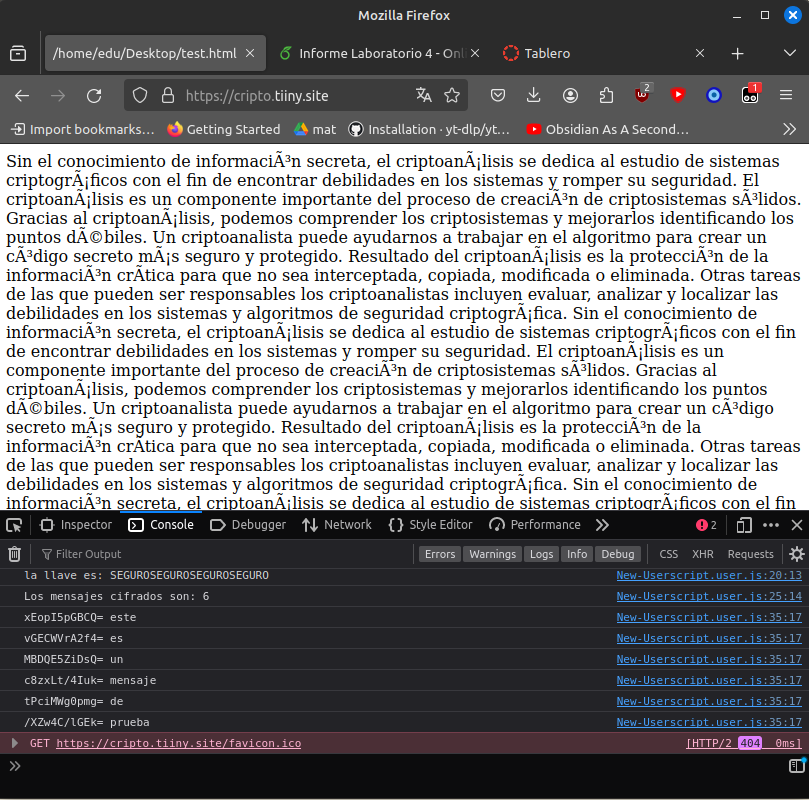 Mozilla Firefox
/home/edu/Desktop/test.html
Informe Laboratorio 4 - Onl
Tablero
https://cripto.tiiny.site
2
1
Import bookmarks…
Getting Started
mat
Installation · yt-dlp/yt…
Obsidian As A Second…
Sin el conocimiento de informaciÃ³n secreta, el criptoanÃ¡lisis se dedica al estudio de sistemas
criptogrÃ¡ficos con el fin de encontrar debilidades en los sistemas y romper su seguridad. El
criptoanÃ¡lisis es un componente importante del proceso de creaciÃ³n de criptosistemas sÃ³lidos.
Gracias al criptoanÃ¡lisis, podemos comprender los criptosistemas y mejorarlos identificando los
puntos dÃ©biles. Un criptoanalista puede ayudarnos a trabajar en el algoritmo para crear un
cÃ³digo secreto mÃ¡s seguro y protegido. Resultado del criptoanÃ¡lisis es la protecciÃ³n de la
informaciÃ³n crÃ­tica para que no sea interceptada, copiada, modificada o eliminada. Otras tareas
de las que pueden ser responsables los criptoanalistas incluyen evaluar, analizar y localizar las
debilidades en los sistemas y algoritmos de seguridad criptogrÃ¡fica. Sin el conocimiento de
informaciÃ³n secreta, el criptoanÃ¡lisis se dedica al estudio de sistemas criptogrÃ¡ficos con el fin
de encontrar debilidades en los sistemas y romper su seguridad. El criptoanÃ¡lisis es un
componente importante del proceso de creaciÃ³n de criptosistemas sÃ³lidos. Gracias al
criptoanÃ¡lisis, podemos comprender los criptosistemas y mejorarlos identificando los puntos
dÃ©biles. Un criptoanalista puede ayudarnos a trabajar en el algoritmo para crear un cÃ³digo
secreto mÃ¡s seguro y protegido. Resultado del criptoanÃ¡lisis es la protecciÃ³n de la
informaciÃ³n crÃ­tica para que no sea interceptada, copiada, modificada o eliminada. Otras tareas
de las que pueden ser responsables los criptoanalistas incluyen evaluar, analizar y localizar las
debilidades en los sistemas y algoritmos de seguridad criptogrÃ¡fica. Sin el conocimiento de
informaciÃ³n secreta, el criptoanÃ¡lisis se dedica al estudio de sistemas criptogrÃ¡ficos con el fin
Inspector
Console
Debugger
Network
Style Editor
Performance
2
Filter Output
Errors
Warnings
Logs
Info
Debug
CSS
XHR
Requests
la llave es: SEGUROSEGUROSEGUROSEGURO New-Userscript.user.js:20:13
Los mensajes cifrados son: 6 New-Userscript.user.js:25:14
xEopI5pGBCQ= este New-Userscript.user.js:35:17
vGECWVrA2f4= es New-Userscript.user.js:35:17
MBDQE5ZiDsQ= un New-Userscript.user.js:35:17
c8zxLt/4Iuk= mensaje New-Userscript.user.js:35:17
tPciMWg0pmg= de New-Userscript.user.js:35:17
/XZw4C/lGEk= prueba New-Userscript.user.js:35:17
GET https://cripto.tiiny.site/favicon.ico [HTTP/2 404 0ms]